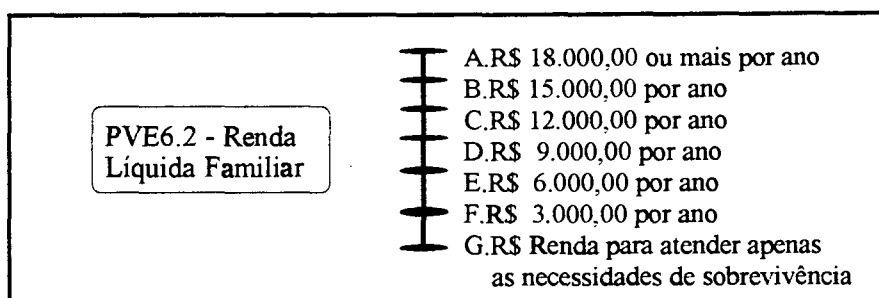 PVE6.2 - Renda
Líquida Familiar
A.R$ 18.000,00 ou mais por ano
B.R$ 15.000,00 por ano
C.R$ 12.000,00 por ano
D.R$ 9.000,00 por ano
E.R$ 6.000,00 por ano
F.R$ 3.000,00 por ano
G.R$ Renda para atender apenas
as necessidades de sobrevivência